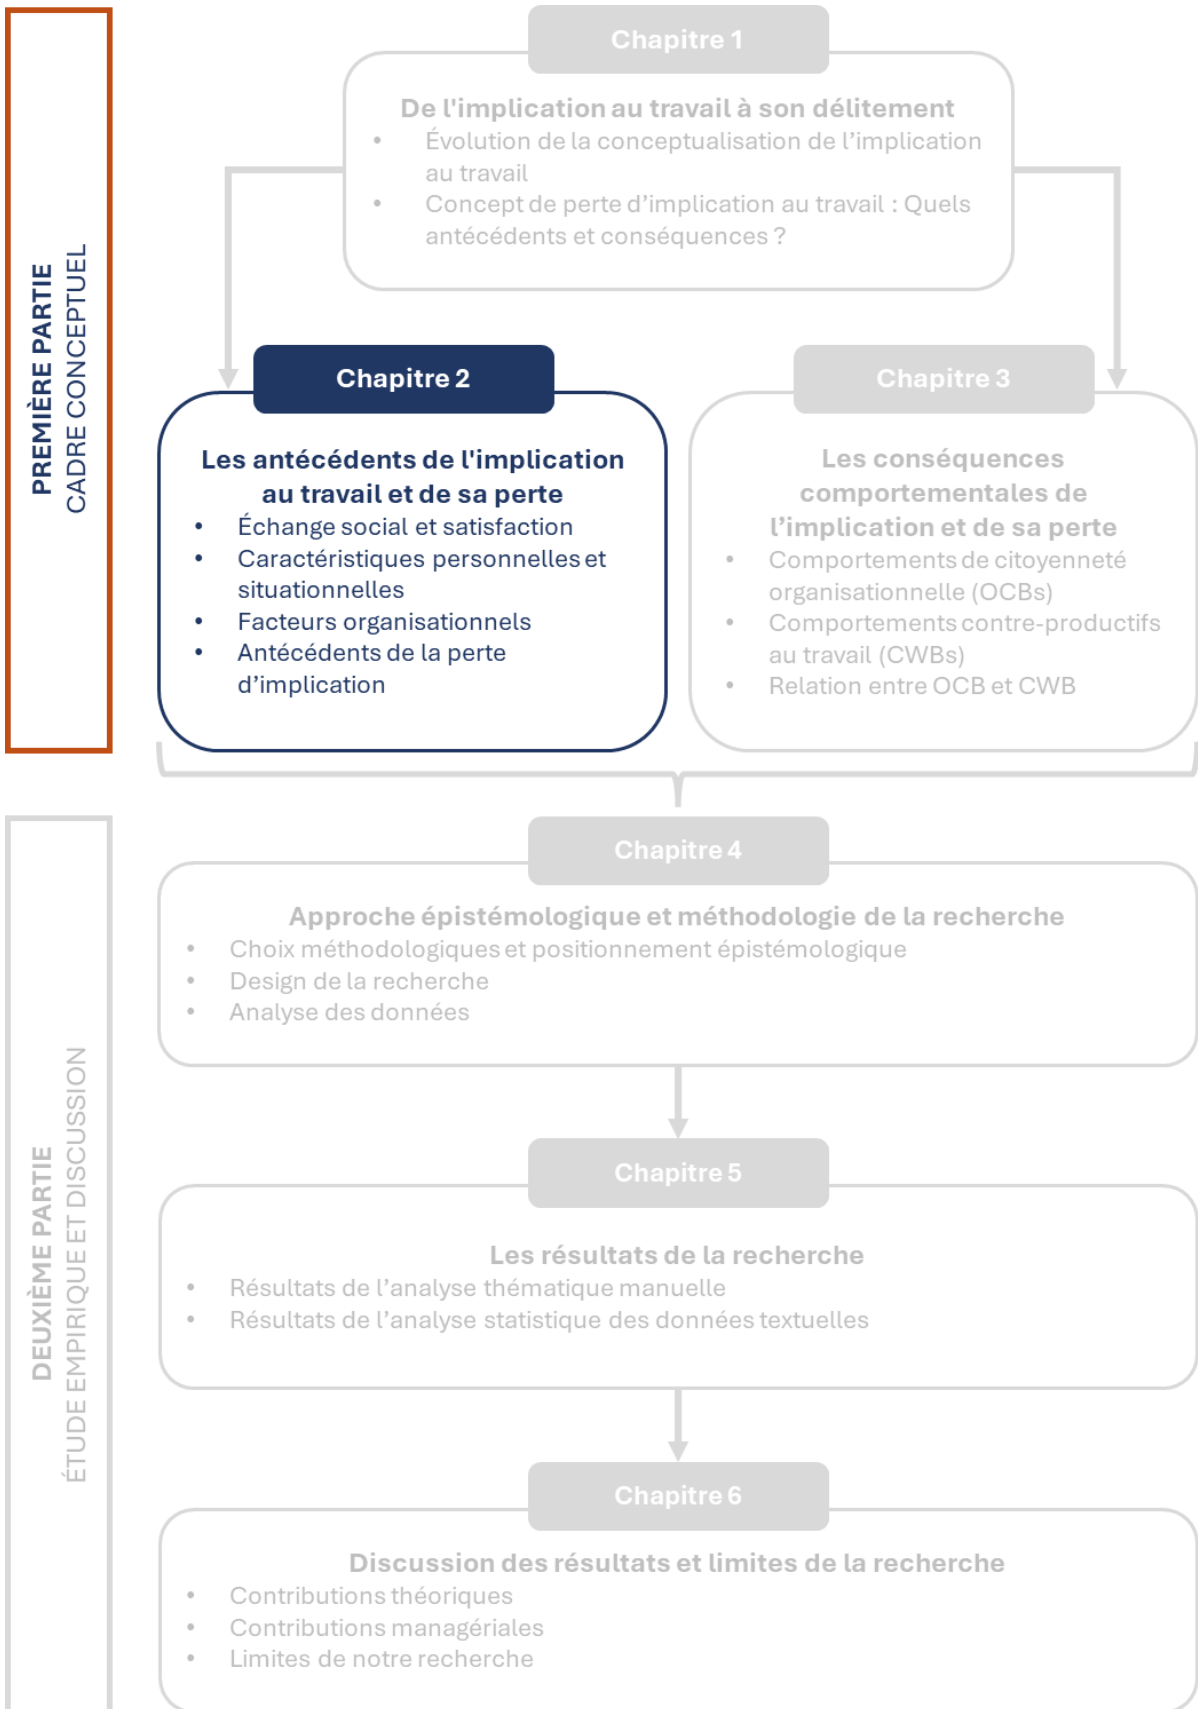 PREMIÈRE PARTIE
CADRE CONCEPTUEL
Chapitre 1
De l'implication au travail à son délitement
• Évolution de la conceptualisation de l’implication
au travail
• Concept de perte d’implication au travail : Quels
antécédents et conséquences ?
Chapitre 2
Les antécédents de l'implication
au travail et de sa perte
• Échange social et satisfaction
• Caractéristiques personnelles et
situationnelles
• Facteurs organisationnels
• Antécédents de la perte
d’implication
Chapitre 3
Les conséquences
comportementales de
l’implication et de sa perte
• Comportements de citoyenneté
organisationnelle (OCBs)
• Comportements contre-productifs
au travail (CWBs)
• Relation entre OCB et CWB
DEUXIÈME PARTIE
ÉTUDE EMPIRIQUE ET DISCUSSION
Chapitre 4
Approche épistémologique et méthodologie de la recherche
• Choix méthodologiques et positionnement épistémologique
• Design de la recherche
• Analyse des données
Chapitre 5
Les résultats de la recherche
• Résultats de l’analyse thématique manuelle
• Résultats de l’analyse statistique des données textuelles
Chapitre 6
Discussion des résultats et limites de la recherche
• Contributions théoriques
• Contributions managériales
• Limites de notre recherche